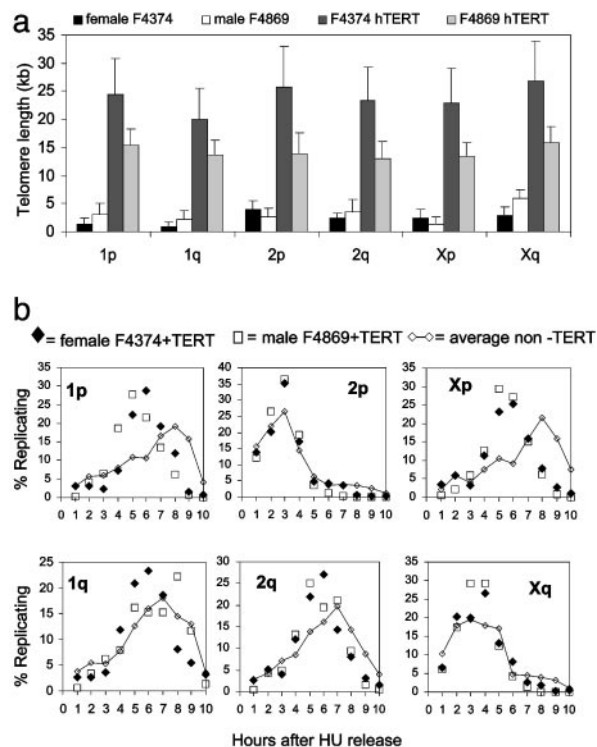 a
female F4374 male F4869 F4374 hTERT F4869 hTERT
Telomere length (kb)
35
30
25
20
15
10
5
0
1p 1q 2p 2q Xp Xq
b
= female F4374+TERT = male F4869+TERT = average non -TERT
% Replicating
1p
35
30
25
20
15
10
5
0
0 1 2 3 4 5 6 7 8 9 10
2p
40
35
30
25
20
15
10
5
0
0 1 2 3 4 5 6 7 8 9 10
Xp
35
30
25
20
15
10
5
0
0 1 2 3 4 5 6 7 8 9 10
% Replicating
1q
25
20
15
10
5
0
0 1 2 3 4 5 6 7 8 9 10
2q
30
25
20
15
10
5
0
0 1 2 3 4 5 6 7 8 9 10
Xq
35
30
25
20
15
10
5
0
0 1 2 3 4 5 6 7 8 9 10
Hours after HU release